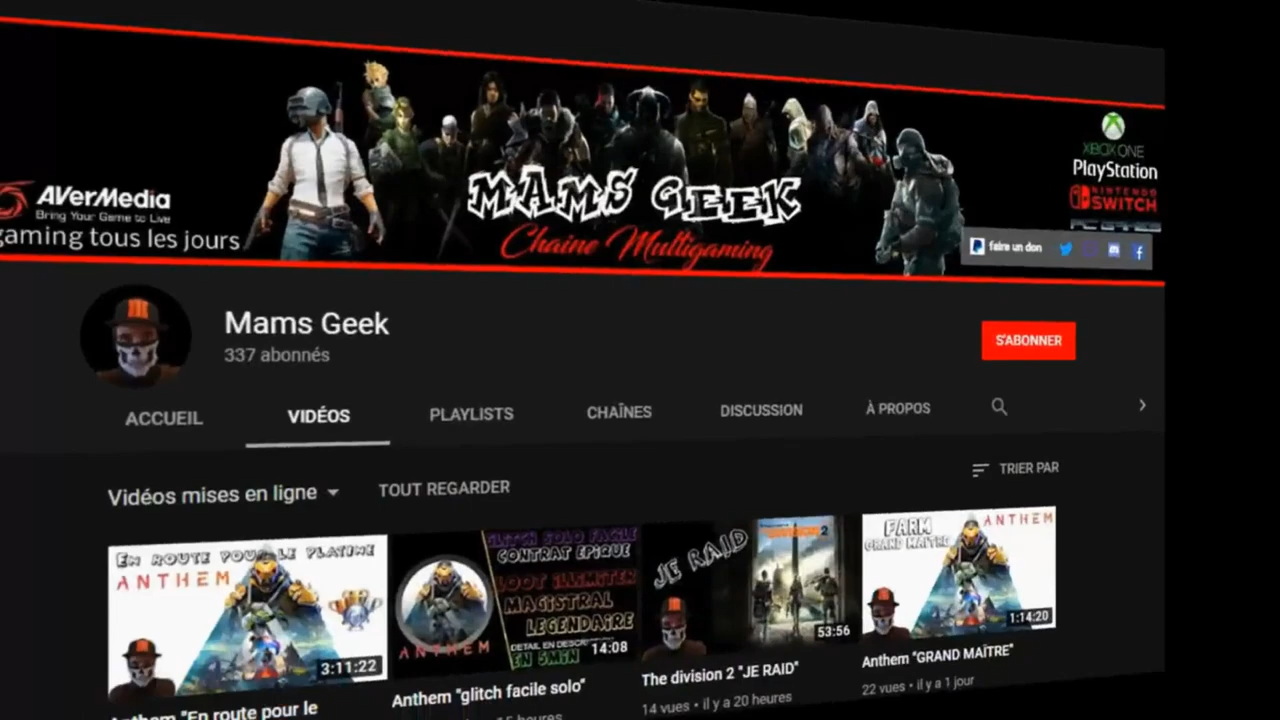 AVerMedia
Bring Your Game to Live
gaming tous les jours
MAMS GEEK
Chaine Multigaming
XBOX ONE
PlayStation
NINTENDO
SWITCH
faire un don
Mams Geek
337 abonnés
S'ABONNER
ACCUEIL VIDÉOS PLAYLISTS CHAÎNES DISCUSSION À PROPOS
Vidéos mises en ligne TOUT REGARDER TRIER PAR
EN ROUTE POUR LE PLATINE
ANTHEM
3:11:22
GLITCH SOLO FACILE
CONTRAT EPIQUE
LOOT ILLIMITER
MAGISTRAL
LEGENDAIRE
DETAIL EN DESCR
EN 5MIN
ANTHEM
14:08
JE RAID
53:56
FARM
GRAND MAÎTRE
ANTHEM
1:14:20
Anthem "En route pour le
Anthem "glitch facile solo"
heures
The division 2 "JE RAID"
14 vues • il y a 20 heures
Anthem "GRAND MAÎTRE"
22 vues • il y a 1 jour